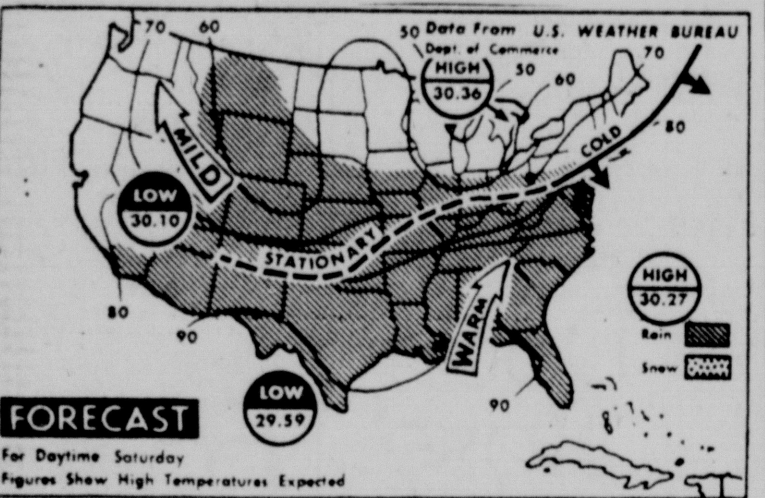 70 60 50 Data From U.S. WEATHER BUREAU
Dept. of Commerce
HIGH
30.36
50
60
70
80
COLD
MILD
LOW
30.10
STATIONARY
WARM
HIGH
30.27
Rain
Snow
80
90
90
LOW
29.59
FORECAST
For Daytime Saturday
Figures Show High Temperatures Expected